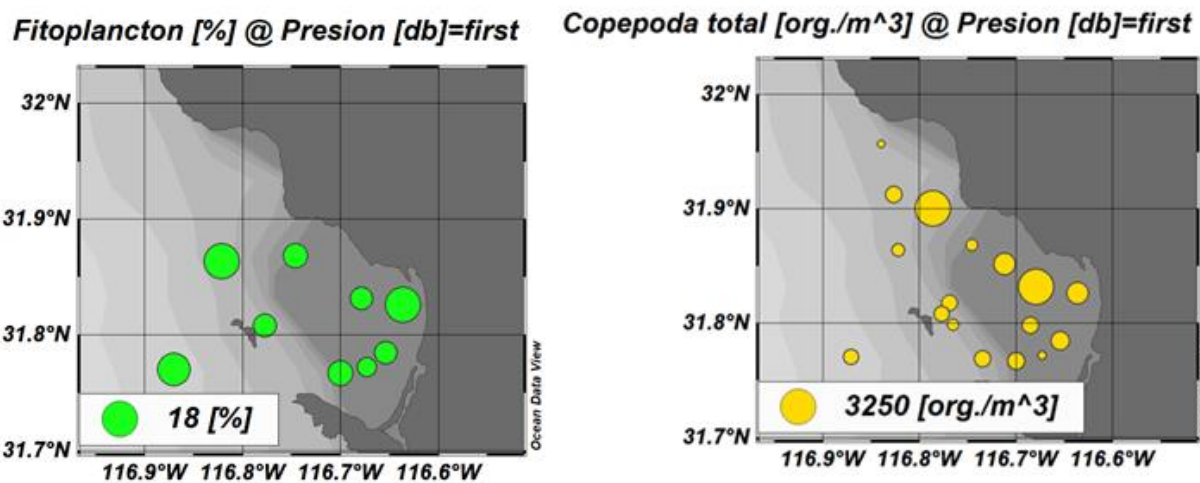 Fitoplancton [%] @ Presion [db]=first
32°N
31.9°N
31.8°N
31.7°N
116.9°W 116.8°W 116.7°W 116.6°W
18 [%]
Ocean Data View
Copepoda total [org./m^3] @ Presion [db]=first
32°N
31.9°N
31.8°N
31.7°N
116.9°W 116.8°W 116.7°W 116.6°W
3250 [org./m^3]